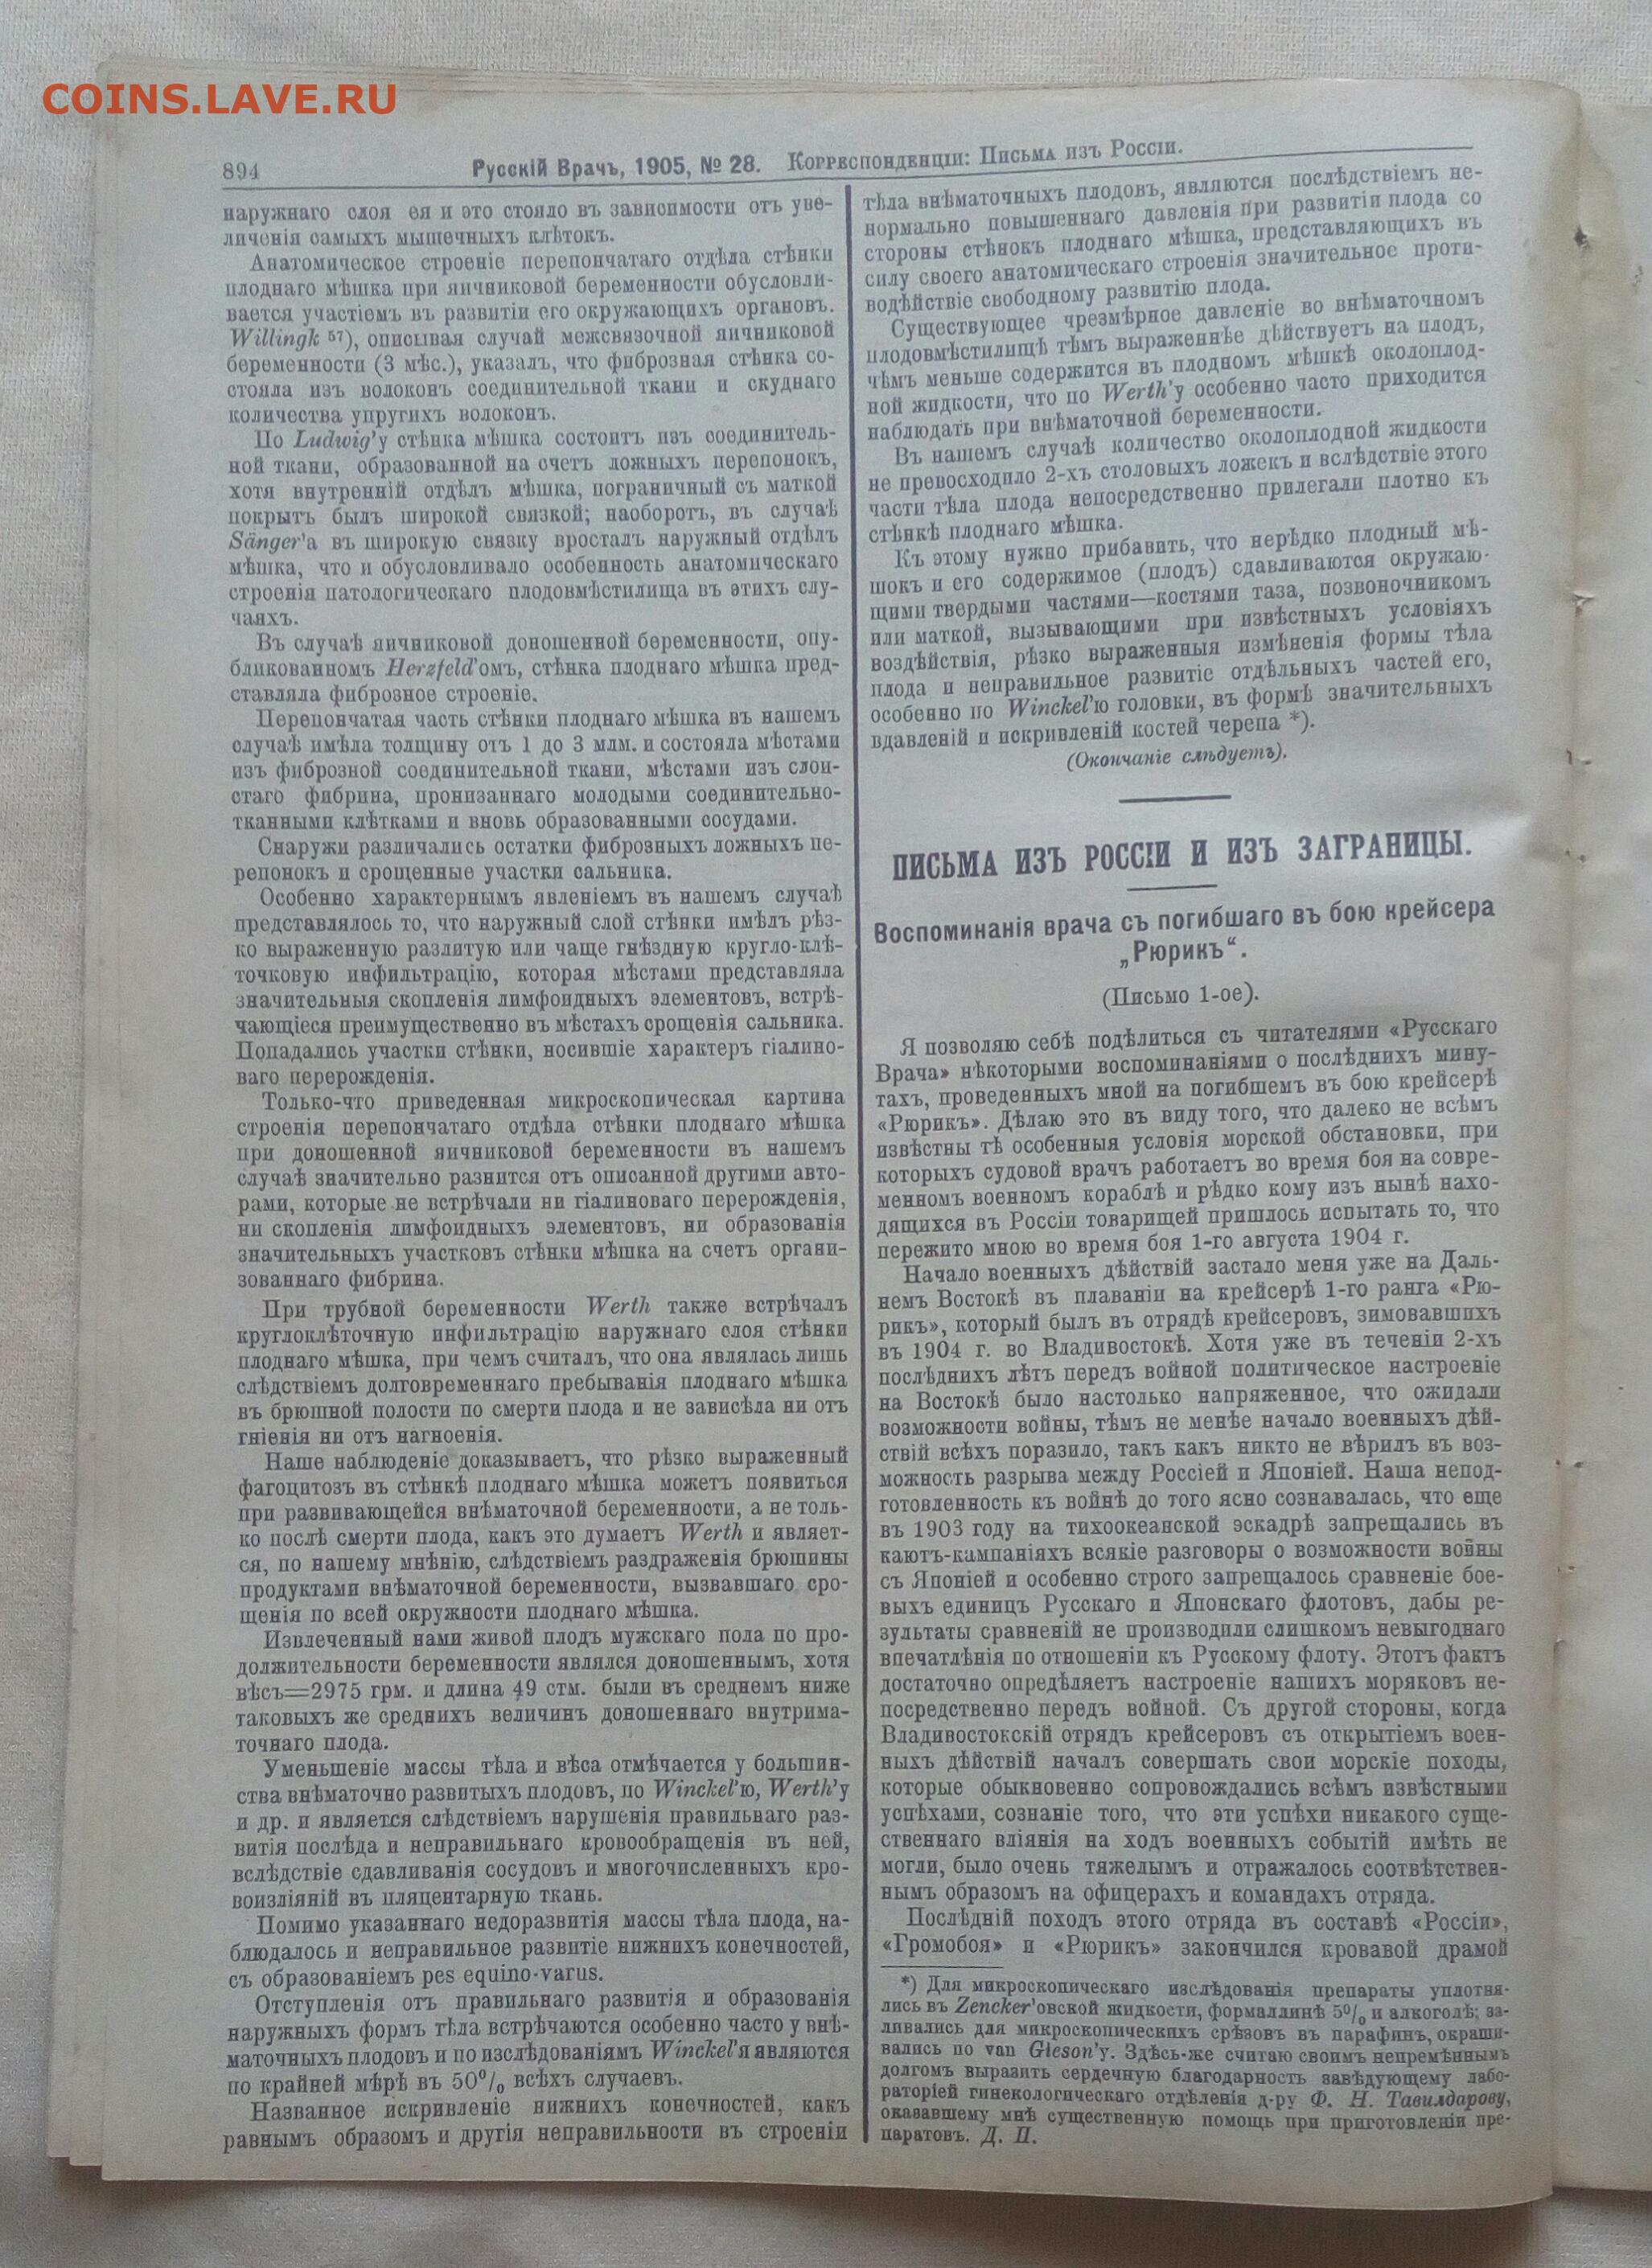 COINS.LAVE.RU
894
Русскій Врачъ, 1905, № 28. Корреспонденціи: Письма изъ Россіи.
наружнаго слоя ея и это стояло въ зависимости отъ уве-
личенія самыхъ мышечныхъ клѣтокъ.
Анатомическое строеніе перепончатаго отдѣла стѣнки
плоднаго мѣшка при яичниковой беременности обусловли-
вается участіемъ въ развитіи его окружающихъ органовъ.
Willingk ⁵⁷), описывая случай межсвязочной яичниковой
беременности (3 мѣс.), указалъ, что фиброзная стѣнка со-
стояла изъ волоконъ соединительной ткани и скуднаго
количества упругихъ волоконъ.
По Ludwig'у стѣнка мѣшка состоитъ изъ соединитель-
ной ткани, образованной на счетъ ложныхъ перепонокъ,
хотя внутренній отдѣлъ мѣшка, пограничный съ маткой
покрытъ былъ широкой связкой; наоборотъ, въ случаѣ
Sänger'а въ широкую связку вросталъ наружный отдѣлъ
мѣшка, что и обусловливало особенность анатомическаго
строенія патологическаго плодовмѣстилища въ этихъ слу-
чаяхъ.
Въ случаѣ яичниковой доношенной беременности, опу-
бликованномъ Herzfeld'омъ, стѣнка плоднаго мѣшка пред-
ставляла фиброзное строеніе.
Перепончатая часть стѣнки плоднаго мѣшка въ нашемъ
случаѣ имѣла толщину отъ 1 до 3 млм. и состояла мѣстами
изъ фиброзной соединительной ткани, мѣстами изъ слои-
стаго фибрина, пронизаннаго молодыми соединительно-
тканными клѣтками и вновь образованными сосудами.
Снаружи различались остатки фиброзныхъ ложныхъ пе-
репонокъ и срощенные участки сальника.
Особенно характернымъ явленіемъ въ нашемъ случаѣ
представлялось то, что наружный слой стѣнки имѣлъ рѣз-
ко выраженную разлитую или чаще гнѣздную кругло-клѣ-
точковую инфильтрацію, которая мѣстами представляла
значительныя скопленія лимфоидныхъ элементовъ, встрѣ-
чающіеся преимущественно въ мѣстахъ срощенія сальника.
Попадались участки стѣнки, носившіе характеръ гіалино-
ваго перерожденія.
Только-что приведенная микроскопическая картина
строенія перепончатаго отдѣла стѣнки плоднаго мѣшка
при доношенной яичниковой беременности въ нашемъ
случаѣ значительно разнится отъ описанной другими авто-
рами, которые не встрѣчали ни гіалиноваго перерожденія,
ни скопленія лимфоидныхъ элементовъ, ни образованія
значительныхъ участковъ стѣнки мѣшка на счетъ органи-
зованнаго фибрина.
При трубной беременности Werth также встрѣчалъ
круглоклѣточную инфильтрацію наружнаго слоя стѣнки
плоднаго мѣшка, при чемъ считалъ, что она являлась лишь
слѣдствіемъ долговременнаго пребыванія плоднаго мѣшка
въ брюшной полости по смерти плода и не зависѣла ни отъ
гніенія ни отъ нагноенія.
Наше наблюденіе доказываетъ, что рѣзко выраженный
фагоцитозъ въ стѣнкѣ плоднаго мѣшка можетъ появиться
при развивающейся внѣматочной беременности, а не толь-
ко послѣ смерти плода, какъ это думаетъ Werth и являет-
ся, по нашему мнѣнію, слѣдствіемъ раздраженія брюшины
продуктами внѣматочной беременности, вызвавшаго сро-
щенія по всей окружности плоднаго мѣшка.
Извлеченный нами живой плодъ мужскаго пола по про-
должительности беременности являлся доношеннымъ, хотя
вѣсъ=2975 грм. и длина 49 стм. были въ среднемъ ниже
таковыхъ же среднихъ величинъ доношеннаго внутрима-
точнаго плода.
Уменьшеніе массы тѣла и вѣса отмѣчается у большин-
ства внѣматочно развитыхъ плодовъ, по Winckel'ю, Werth'у
и др. и является слѣдствіемъ нарушенія правильнаго раз-
витія послѣда и неправильнаго кровообращенія въ ней,
вслѣдствіе сдавливанія сосудовъ и многочисленныхъ кро-
воизліяній въ пляцентарную ткань.
Помимо указаннаго недоразвитія массы тѣла плода, на-
блюдалось и неправильное развитіе нижнихъ конечностей,
съ образованіемъ pes equino-varus.
Отступленія отъ правильнаго развитія и образованія
наружныхъ формъ тѣла встрѣчаются особенно часто у внѣ-
маточныхъ плодовъ и по изслѣдованіямъ Winckel'я являются
по крайней мѣрѣ въ 50% всѣхъ случаевъ.
Названное искривленіе нижнихъ конечностей, какъ
равнымъ образомъ и другія неправильности въ строеніи
тѣла внѣматочныхъ плодовъ, являются послѣдствіемъ не-
нормально повышеннаго давленія при развитіи плода со
стороны стѣнокъ плоднаго мѣшка, представляющихъ въ
силу своего анатомическаго строенія значительное проти-
водѣйствіе свободному развитію плода.
Существующее чрезмѣрное давленіе во внѣматочномъ
плодовмѣстилищѣ тѣмъ выраженнѣе дѣйствуетъ на плодъ,
чѣмъ меньше содержится въ плодномъ мѣшкѣ околоплод-
ной жидкости, что по Werth'у особенно часто приходится
наблюдать при внѣматочной беременности.
Въ нашемъ случаѣ количество околоплодной жидкости
не превосходило 2-хъ столовыхъ ложекъ и вслѣдствіе этого
части тѣла плода непосредственно прилегали плотно къ
стѣнкѣ плоднаго мѣшка.
Къ этому нужно прибавить, что нерѣдко плодный мѣ-
шокъ и его содержимое (плодъ) сдавливаются окружаю-
щими твердыми частями—костями таза, позвоночникомъ
или маткой, вызывающими при извѣстныхъ условіяхъ
воздѣйствія, рѣзко выраженныя измѣненія формы тѣла
плода и неправильное развитіе отдѣльныхъ частей его,
особенно по Winckel'ю головки, въ формѣ значительныхъ
вдавленій и искривленій костей черепа *).
(Окончаніе слѣдуетъ).
ПИСЬМА ИЗЪ РОССІИ И ИЗЪ ЗАГРАНИЦЫ.
Воспоминанія врача съ погибшаго въ бою крейсера
„Рюрикъ“.
(Письмо 1-ое).
Я позволяю себѣ подѣлиться съ читателями «Русскаго
Врача» нѣкоторыми воспоминаніями о послѣднихъ мину-
тахъ, проведенныхъ мной на погибшемъ въ бою крейсерѣ
«Рюрикъ». Дѣлаю это въ виду того, что далеко не всѣмъ
извѣстны тѣ особенныя условія морской обстановки, при
которыхъ судовой врачъ работаетъ во время боя на совре-
менномъ военномъ кораблѣ и рѣдко кому изъ нынѣ нахо-
дящихся въ Россіи товарищей пришлось испытать то, что
пережито мною во время боя 1-го августа 1904 г.
Начало военныхъ дѣйствій застало меня уже на Даль-
немъ Востокѣ въ плаваніи на крейсерѣ 1-го ранга «Рю-
рикъ», который былъ въ отрядѣ крейсеровъ, зимовавшихъ
въ 1904 г. во Владивостокѣ. Хотя уже въ теченіи 2-хъ
послѣднихъ лѣтъ передъ войной политическое настроеніе
на Востокѣ было настолько напряженное, что ожидали
возможности войны, тѣмъ не менѣе начало военныхъ дѣй-
ствій всѣхъ поразило, такъ какъ никто не вѣрилъ въ воз-
можность разрыва между Россіей и Японіей. Наша непод-
готовленность къ войнѣ до того ясно сознавалась, что еще
въ 1903 году на тихоокеанской эскадрѣ запрещались въ
каютъ-кампаніяхъ всякіе разговоры о возможности войны
съ Японіей и особенно строго запрещалось сравненіе бое-
выхъ единицъ Русскаго и Японскаго флотовъ, дабы ре-
зультаты сравненій не производили слишкомъ невыгоднаго
впечатлѣнія по отношеніи къ Русскому флоту. Этотъ фактъ
достаточно опредѣляетъ настроеніе нашихъ моряковъ не-
посредственно передъ войной. Съ другой стороны, когда
Владивостокскій отрядъ крейсеровъ съ открытіемъ воен-
ныхъ дѣйствій началъ совершать свои морскіе походы,
которые обыкновенно сопровождались всѣмъ извѣстными
успѣхами, сознаніе того, что эти успѣхи никакого суще-
ственнаго вліянія на ходъ военныхъ событій имѣть не
могли, было очень тяжелымъ и отражалось соотвѣтствен-
нымъ образомъ на офицерахъ и командахъ отряда.
Послѣдній походъ этого отряда въ составѣ «Россіи»,
«Громобоя» и «Рюрикъ» закончился кровавой драмой
*) Для микроскопическаго изслѣдованія препараты уплотня-
лись въ Zencker'овской жидкости, формаллинѣ 5% и алкоголѣ; за-
ливались для микроскопическихъ срѣзовъ въ парафинъ, окраши-
вались по van Gieson'у. Здѣсь-же считаю своимъ непремѣннымъ
долгомъ выразить сердечную благодарность завѣдующему лабо-
раторіей гинекологическаго отдѣленія д-ру Ф. Н. Тавилдарову,
оказавшему мнѣ существенную помощь при приготовленіи пре-
паратовъ. Д. П.